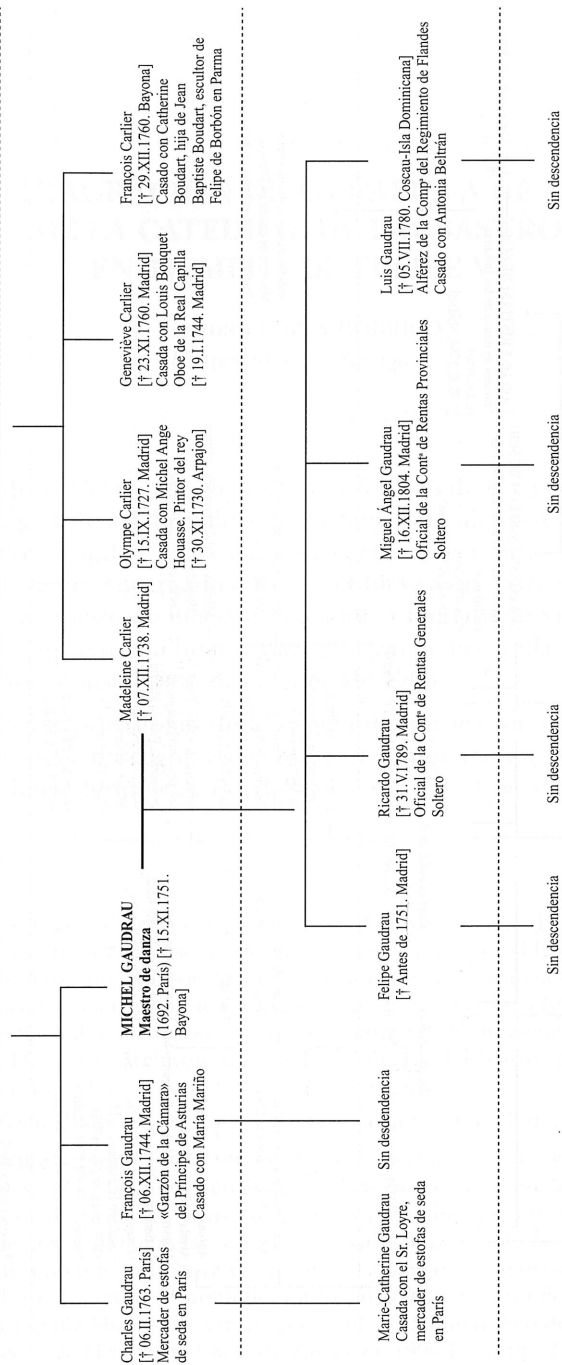 Charles Gaudrau
[† 06.II.1763. París]
Mercader de estofas
de seda en París
François Gaudrau
[† 06.XII.1744. Madrid]
«Garzón de la Cámara»
del Príncipe de Asturias
Casado con María Mariño
MICHEL GAUDRAU
Maestro de danza
(1692. París) [† 15.XI.1751.
Bayona]
Madeleine Carlier
[† 07.XII.1738. Madrid]
Olympe Carlier
[† 15.IX.1727. Madrid]
Casada con Michel Ange
Houasse. Pintor del rey
[† 30.XI.1730. Arpajon]
Geneviève Carlier
[† 23.XI.1760. Madrid]
Casada con Louis Bouquet
Oboe de la Real Capilla
[† 19.I.1744. Madrid]
François Carlier
[† 29.XII.1760. Bayona]
Casado con Catherine
Boudart, hija de Jean
Baptiste Boudart, escultor de
Felipe de Borbón en Parma
Marie-Catherine Gaudrau
Casada con el Sr. Loyre,
mercader de estofas de seda
en París
Sin desdendencia
Felipe Gaudrau
[† Antes de 1751. Madrid]
Ricardo Gaudrau
[† 31.V.1789. Madrid]
Oficial de la Contª de Rentas Generales
Soltero
Miguel Ángel Gaudrau
[† 16.XII.1804. Madrid]
Oficial de la Contª de Rentas Provinciales
Soltero
Luis Gaudrau
[† 05.VII.1780. Coscau-Isla Dominicana]
Alférez de la Compª del Regimiento de Flandes
Casado con Antonia Beltrán
Sin descendencia
Sin descendencia
Sin descendencia
Sin descendencia